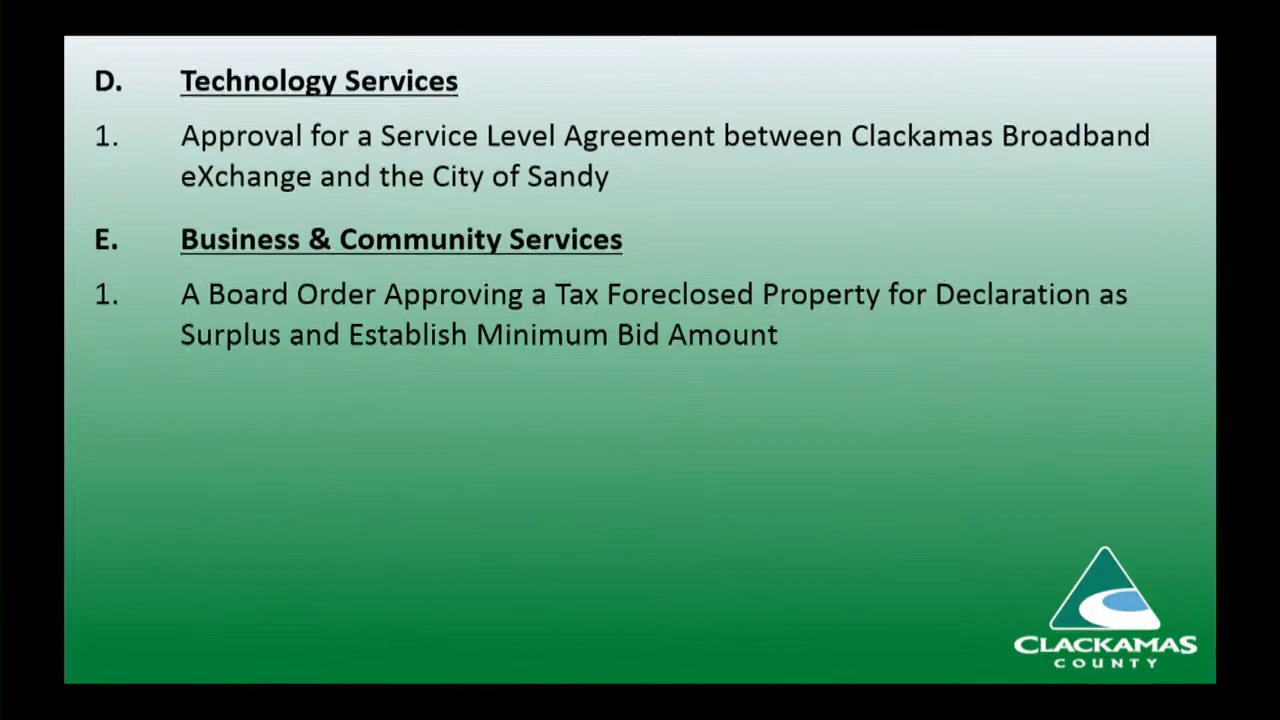 D. Technology Services
1. Approval for a Service Level Agreement between Clackamas Broadband
eXchange and the City of Sandy
E. Business & Community Services
1. A Board Order Approving a Tax Foreclosed Property for Declaration as
Surplus and Establish Minimum Bid Amount
CLACKAMAS
COUNTY